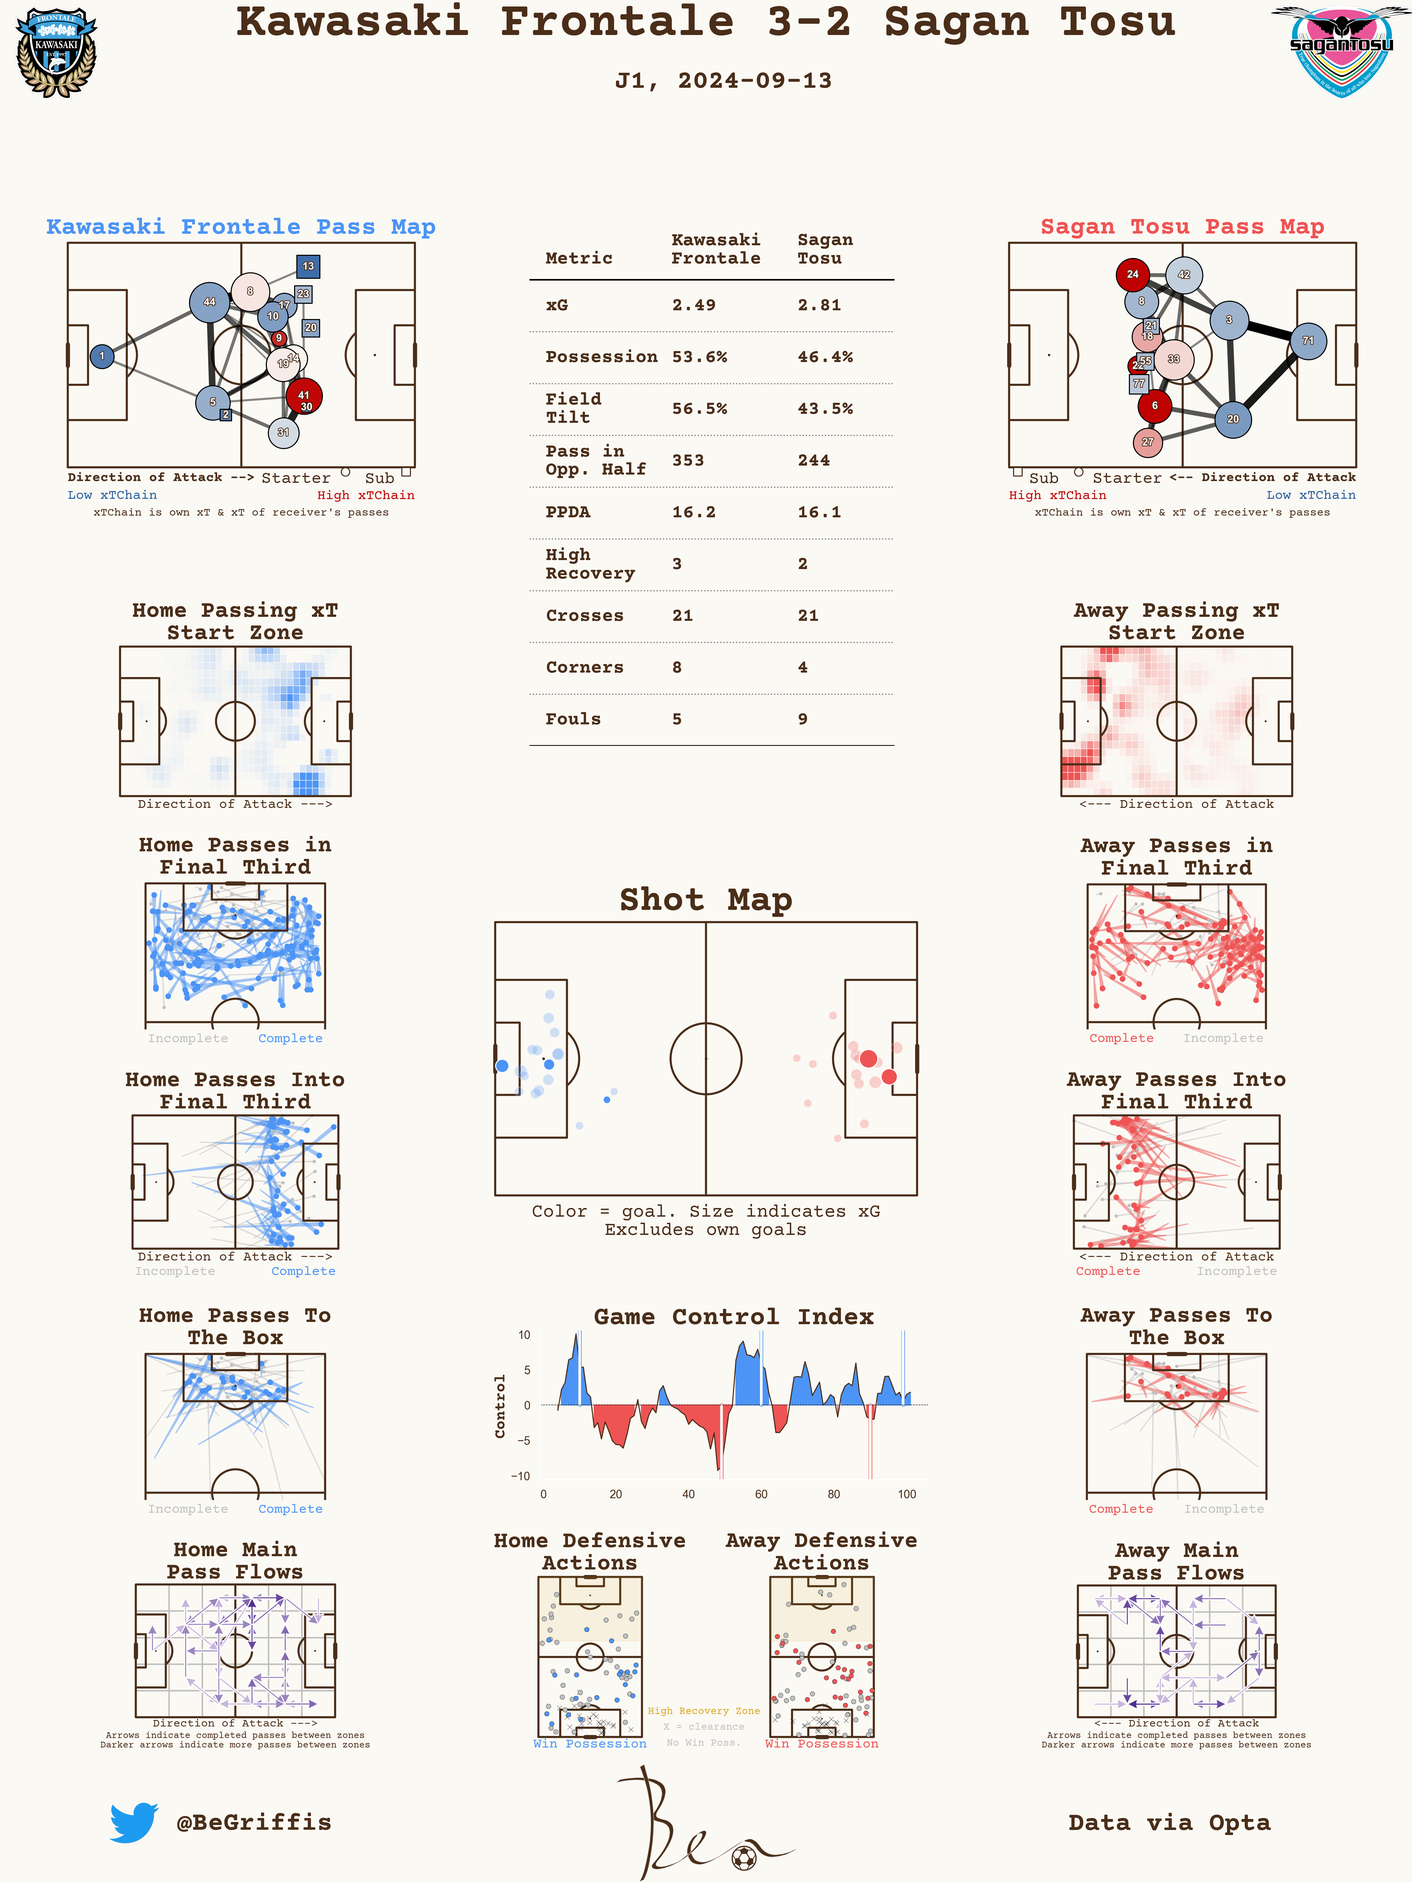 Kawasaki Frontale 3-2 Sagan Tosu
J1, 2024-09-13
FRONTALE
KAWASAKI
saganTosu
Kawasaki Frontale Pass Map
13
8
23
44
17
10
20
9
1
14
19
41
5
30
2
31
Direction of Attack --> Starter Sub
Low xTChain High xTChain
xTChain is own xT & xT of receiver's passes
Metric Kawasaki Frontale Sagan Tosu
xG 2.49 2.81
Possession 53.6% 46.4%
Field Tilt 56.5% 43.5%
Pass in Opp. Half 353 244
PPDA 16.2 16.1
High Recovery 3 2
Crosses 21 21
Corners 8 4
Fouls 5 9
Sagan Tosu Pass Map
24
42
8
3
21
18
71
55
33
22
77
6
20
27
Sub Starter <-- Direction of Attack
High xTChain Low xTChain
xTChain is own xT & xT of receiver's passes
Home Passing xT
Start Zone
Direction of Attack --->
Away Passing xT
Start Zone
<--- Direction of Attack
Home Passes in
Final Third
Incomplete Complete
Away Passes in
Final Third
Complete Incomplete
Shot Map
Color = goal. Size indicates xG
Excludes own goals
Home Passes Into
Final Third
Direction of Attack --->
Incomplete Complete
Away Passes Into
Final Third
<--- Direction of Attack
Complete Incomplete
Home Passes To
The Box
Incomplete Complete
Game Control Index
Control
10
5
0
−5
−10
0 20 40 60 80 100
Away Passes To
The Box
Complete Incomplete
Home Main
Pass Flows
Direction of Attack --->
Arrows indicate completed passes between zones
Darker arrows indicate more passes between zones
Home Defensive
Actions
Win Possession
High Recovery Zone
X = clearance
No Win Poss.
Away Defensive
Actions
Win Possession
Away Main
Pass Flows
<--- Direction of Attack
Arrows indicate completed passes between zones
Darker arrows indicate more passes between zones
@BeGriffis
Ben
Data via Opta